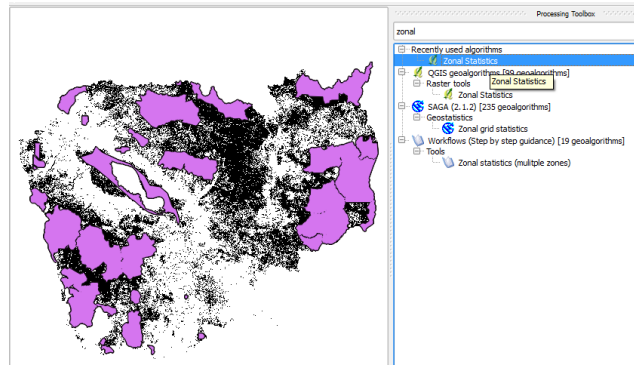 Processing Toolbox
zonal
Recently used algorithms
Zonal Statistics
QGIS geoalgorithms [99 geoalgorithms]
Zonal Statistics
Raster tools
Zonal Statistics
SAGA (2.1.2) [235 geoalgorithms]
Geostatistics
Zonal grid statistics
Workflows (Step by step guidance) [19 geoalgorithms]
Tools
Zonal statistics (mulitple zones)